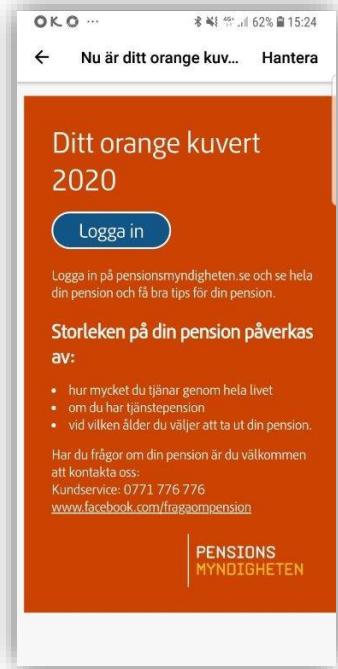 OK ... 62% 15:24
← Nu är ditt orange kuv... Hantera
Ditt orange kuvert
2020
Logga in
Logga in på pensionsmyndigheten.se och se hela
din pension och få bra tips för din pension.
Storleken på din pension påverkas
av:
• hur mycket du tjänar genom hela livet
• om du har tjänstepension
• vid vilken ålder du väljer att ta ut din pension.
Har du frågor om din pension är du välkommen
att kontakta oss:
Kundservice: 0771 776 776
www.facebook.com/fragaompension
PENSIONS
MYNDIGHETEN